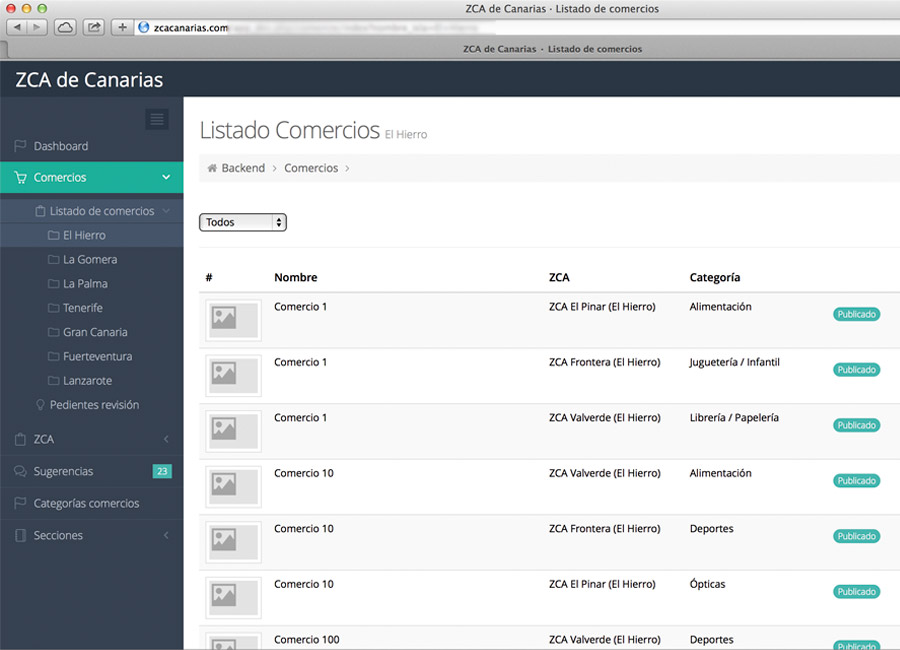 ZCA de Canarias · Listado de comercios
zcacanarias.com
ZCA de Canarias · Listado de comercios
ZCA de Canarias
Dashboard
Comercios
Listado de comercios
El Hierro
La Gomera
La Palma
Tenerife
Gran Canaria
Fuerteventura
Lanzarote
Pedientes revisión
ZCA
Sugerencias 23
Categorías comercios
Secciones
Listado Comercios El Hierro
Backend > Comercios >
Todos
# Nombre ZCA Categoría
Comercio 1 ZCA El Pinar (El Hierro) Alimentación Publicado
Comercio 1 ZCA Frontera (El Hierro) Juguetería / Infantil Publicado
Comercio 1 ZCA Valverde (El Hierro) Librería / Papelería Publicado
Comercio 10 ZCA Valverde (El Hierro) Alimentación Publicado
Comercio 10 ZCA Frontera (El Hierro) Deportes Publicado
Comercio 10 ZCA El Pinar (El Hierro) Ópticas Publicado
Comercio 100 ZCA Valverde (El Hierro) Deportes Publicado